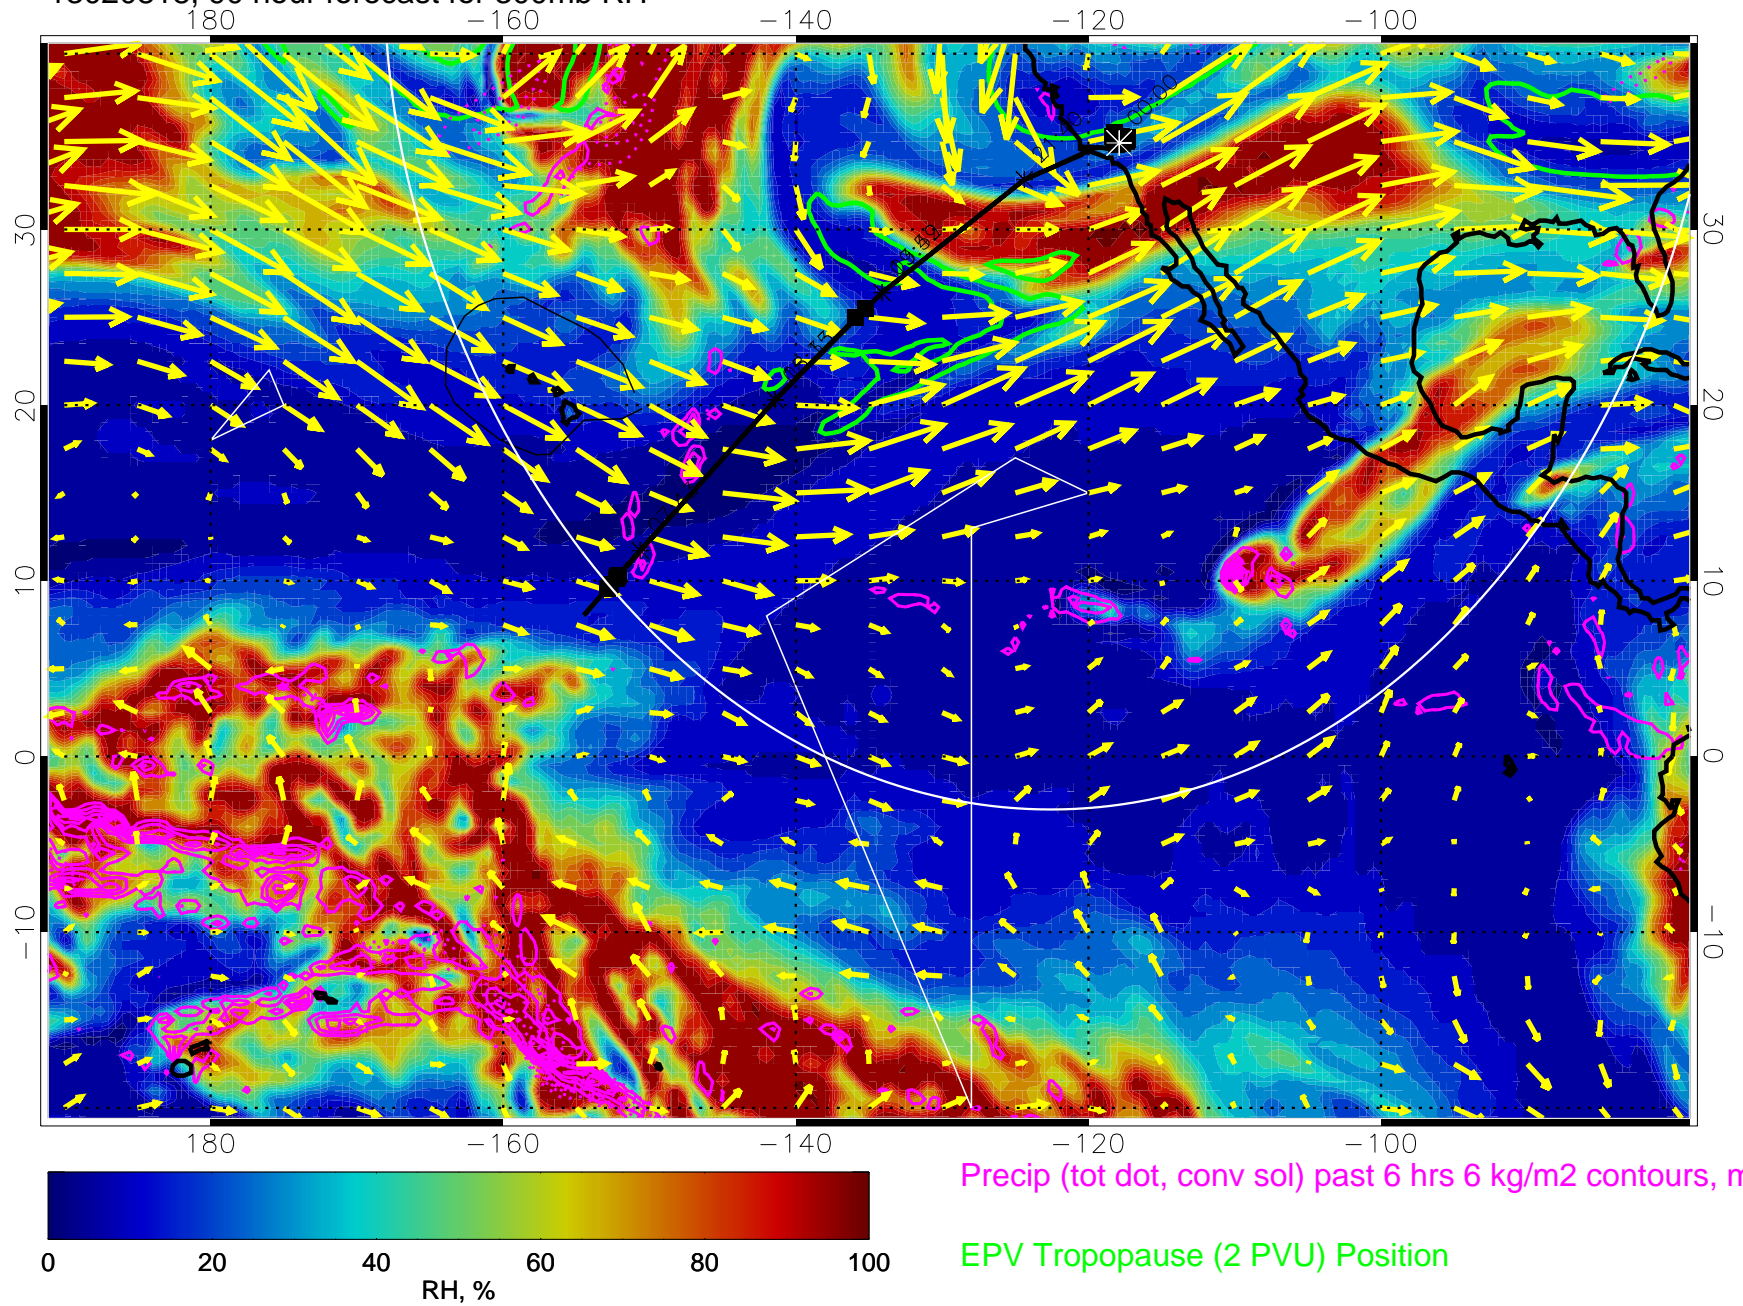 180 −160 −140 −120 −100
30 30
20 20
10 10
0 0
−10 −10
180 −160 −140 −120 −100
0 20 40 60 80 100
RH, %
Precip (tot dot, conv sol) past 6 hrs 6 kg/m2 contours, m
EPV Tropopause (2 PVU) Position